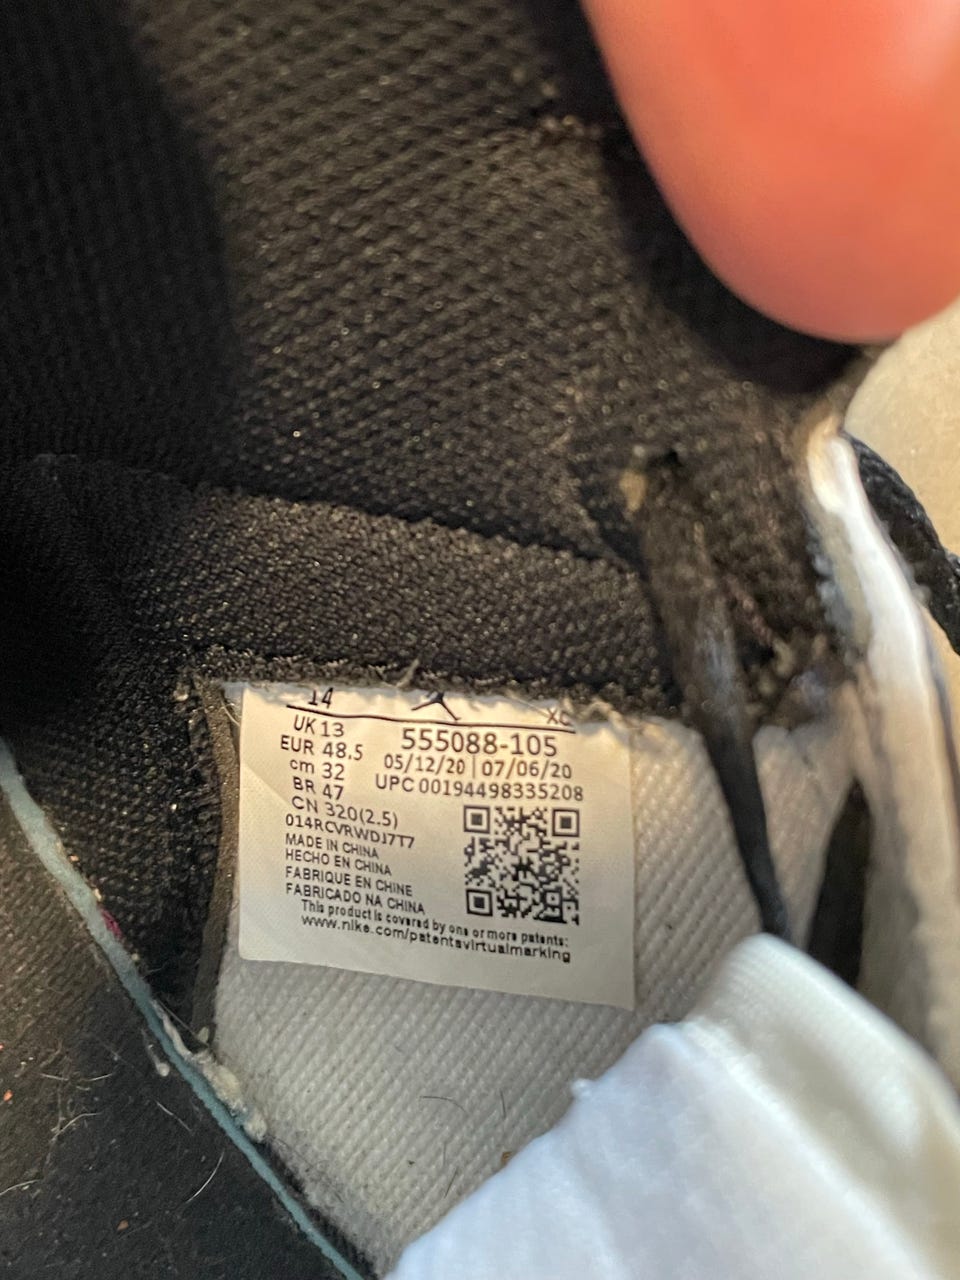 14 XC
UK 13
EUR 48.5
cm 32
BR 47
CN 320(2.5)
014RCVRWDJ7T7
555088-105
05/12/20 | 07/06/20
UPC 00194498335208
MADE IN CHINA
HECHO EN CHINA
FABRIQUE EN CHINE
FABRICADO NA CHINA
This product is covered by one or more patents:
www.nike.com/patentsvirtualmarking